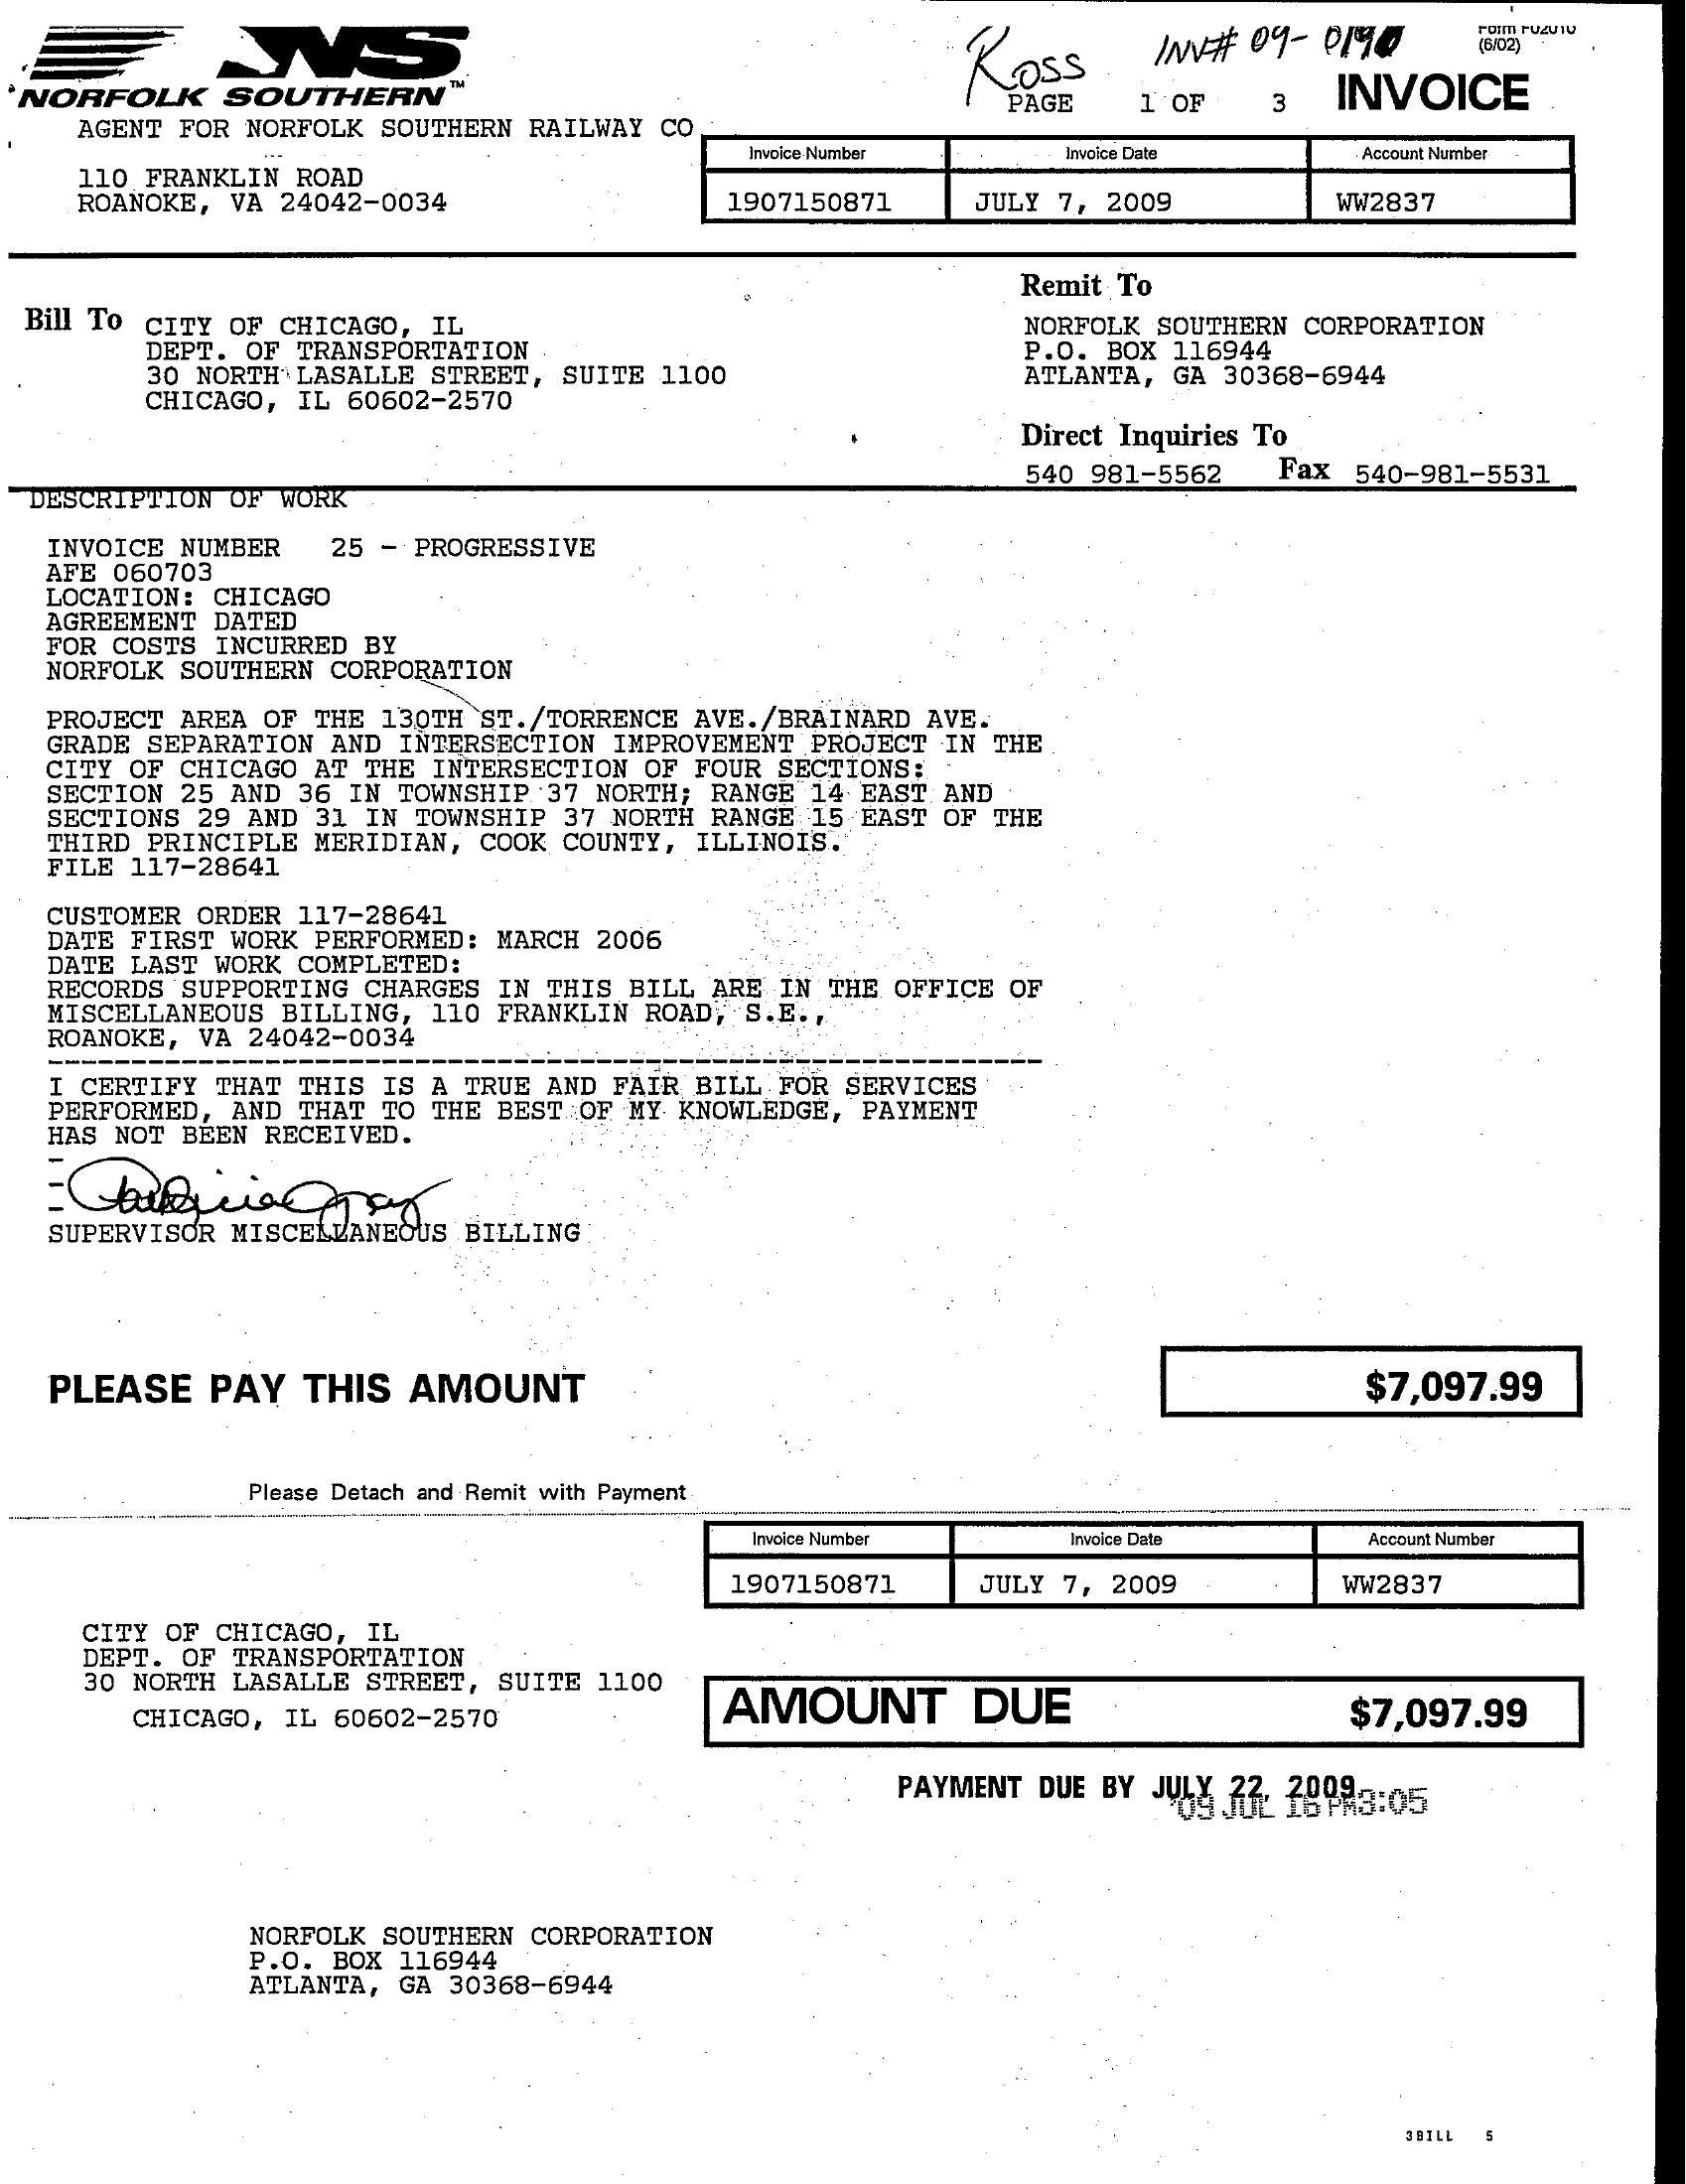 Ross INV# 09-0190
(6/02)
NS
NORFOLK SOUTHERN™
PAGE 1 OF 3 INVOICE
AGENT FOR NORFOLK SOUTHERN RAILWAY CO
110 FRANKLIN ROAD
ROANOKE, VA 24042-0034
Invoice Number Invoice Date Account Number
1907150871 JULY 7, 2009 WW2837
Bill To CITY OF CHICAGO, IL
DEPT. OF TRANSPORTATION
30 NORTH LASALLE STREET, SUITE 1100
CHICAGO, IL 60602-2570
Remit To
NORFOLK SOUTHERN CORPORATION
P.O. BOX 116944
ATLANTA, GA 30368-6944
Direct Inquiries To
540 981-5562 Fax 540-981-5531
DESCRIPTION OF WORK
INVOICE NUMBER 25 - PROGRESSIVE
AFE 060703
LOCATION: CHICAGO
AGREEMENT DATED
FOR COSTS INCURRED BY
NORFOLK SOUTHERN CORPORATION
PROJECT AREA OF THE 130TH ST./TORRENCE AVE./BRAINARD AVE.
GRADE SEPARATION AND INTERSECTION IMPROVEMENT PROJECT IN THE
CITY OF CHICAGO AT THE INTERSECTION OF FOUR SECTIONS:
SECTION 25 AND 36 IN TOWNSHIP 37 NORTH; RANGE 14 EAST AND
SECTIONS 29 AND 31 IN TOWNSHIP 37 NORTH RANGE 15 EAST OF THE
THIRD PRINCIPLE MERIDIAN, COOK COUNTY, ILLINOIS.
FILE 117-28641
CUSTOMER ORDER 117-28641
DATE FIRST WORK PERFORMED: MARCH 2006
DATE LAST WORK COMPLETED:
RECORDS SUPPORTING CHARGES IN THIS BILL ARE IN THE OFFICE OF
MISCELLANEOUS BILLING, 110 FRANKLIN ROAD, S.E.,
ROANOKE, VA 24042-0034
I CERTIFY THAT THIS IS A TRUE AND FAIR BILL FOR SERVICES
PERFORMED, AND THAT TO THE BEST OF MY KNOWLEDGE, PAYMENT
HAS NOT BEEN RECEIVED.
SUPERVISOR MISCELLANEOUS BILLING
PLEASE PAY THIS AMOUNT $7,097.99
Please Detach and Remit with Payment
Invoice Number Invoice Date Account Number
1907150871 JULY 7, 2009 WW2837
CITY OF CHICAGO, IL
DEPT. OF TRANSPORTATION
30 NORTH LASALLE STREET, SUITE 1100
CHICAGO, IL 60602-2570
AMOUNT DUE $7,097.99
PAYMENT DUE BY JULY 22, 2009
'09 JUL 16 PM3:05
NORFOLK SOUTHERN CORPORATION
P.O. BOX 116944
ATLANTA, GA 30368-6944
3BILL 5